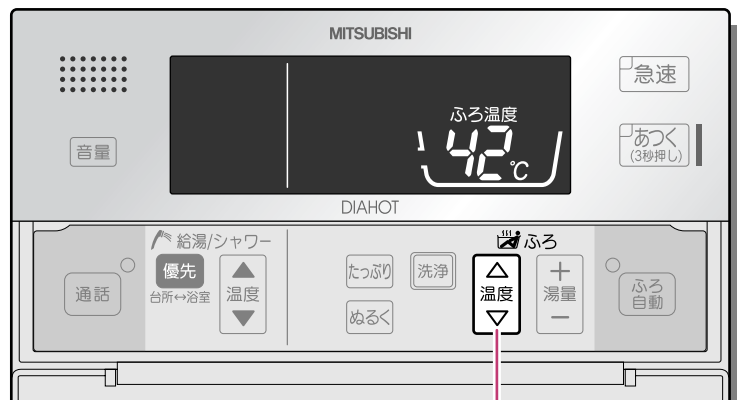 MITSUBISHI
急速
ふろ温度
42℃
あつく
(3秒押し)
音量
DIAHOT
給湯/シャワー
ふろ
優先
台所↔浴室
温度
たっぷり
洗浄
ぬるく
温度
湯量
通話
ふろ
自動